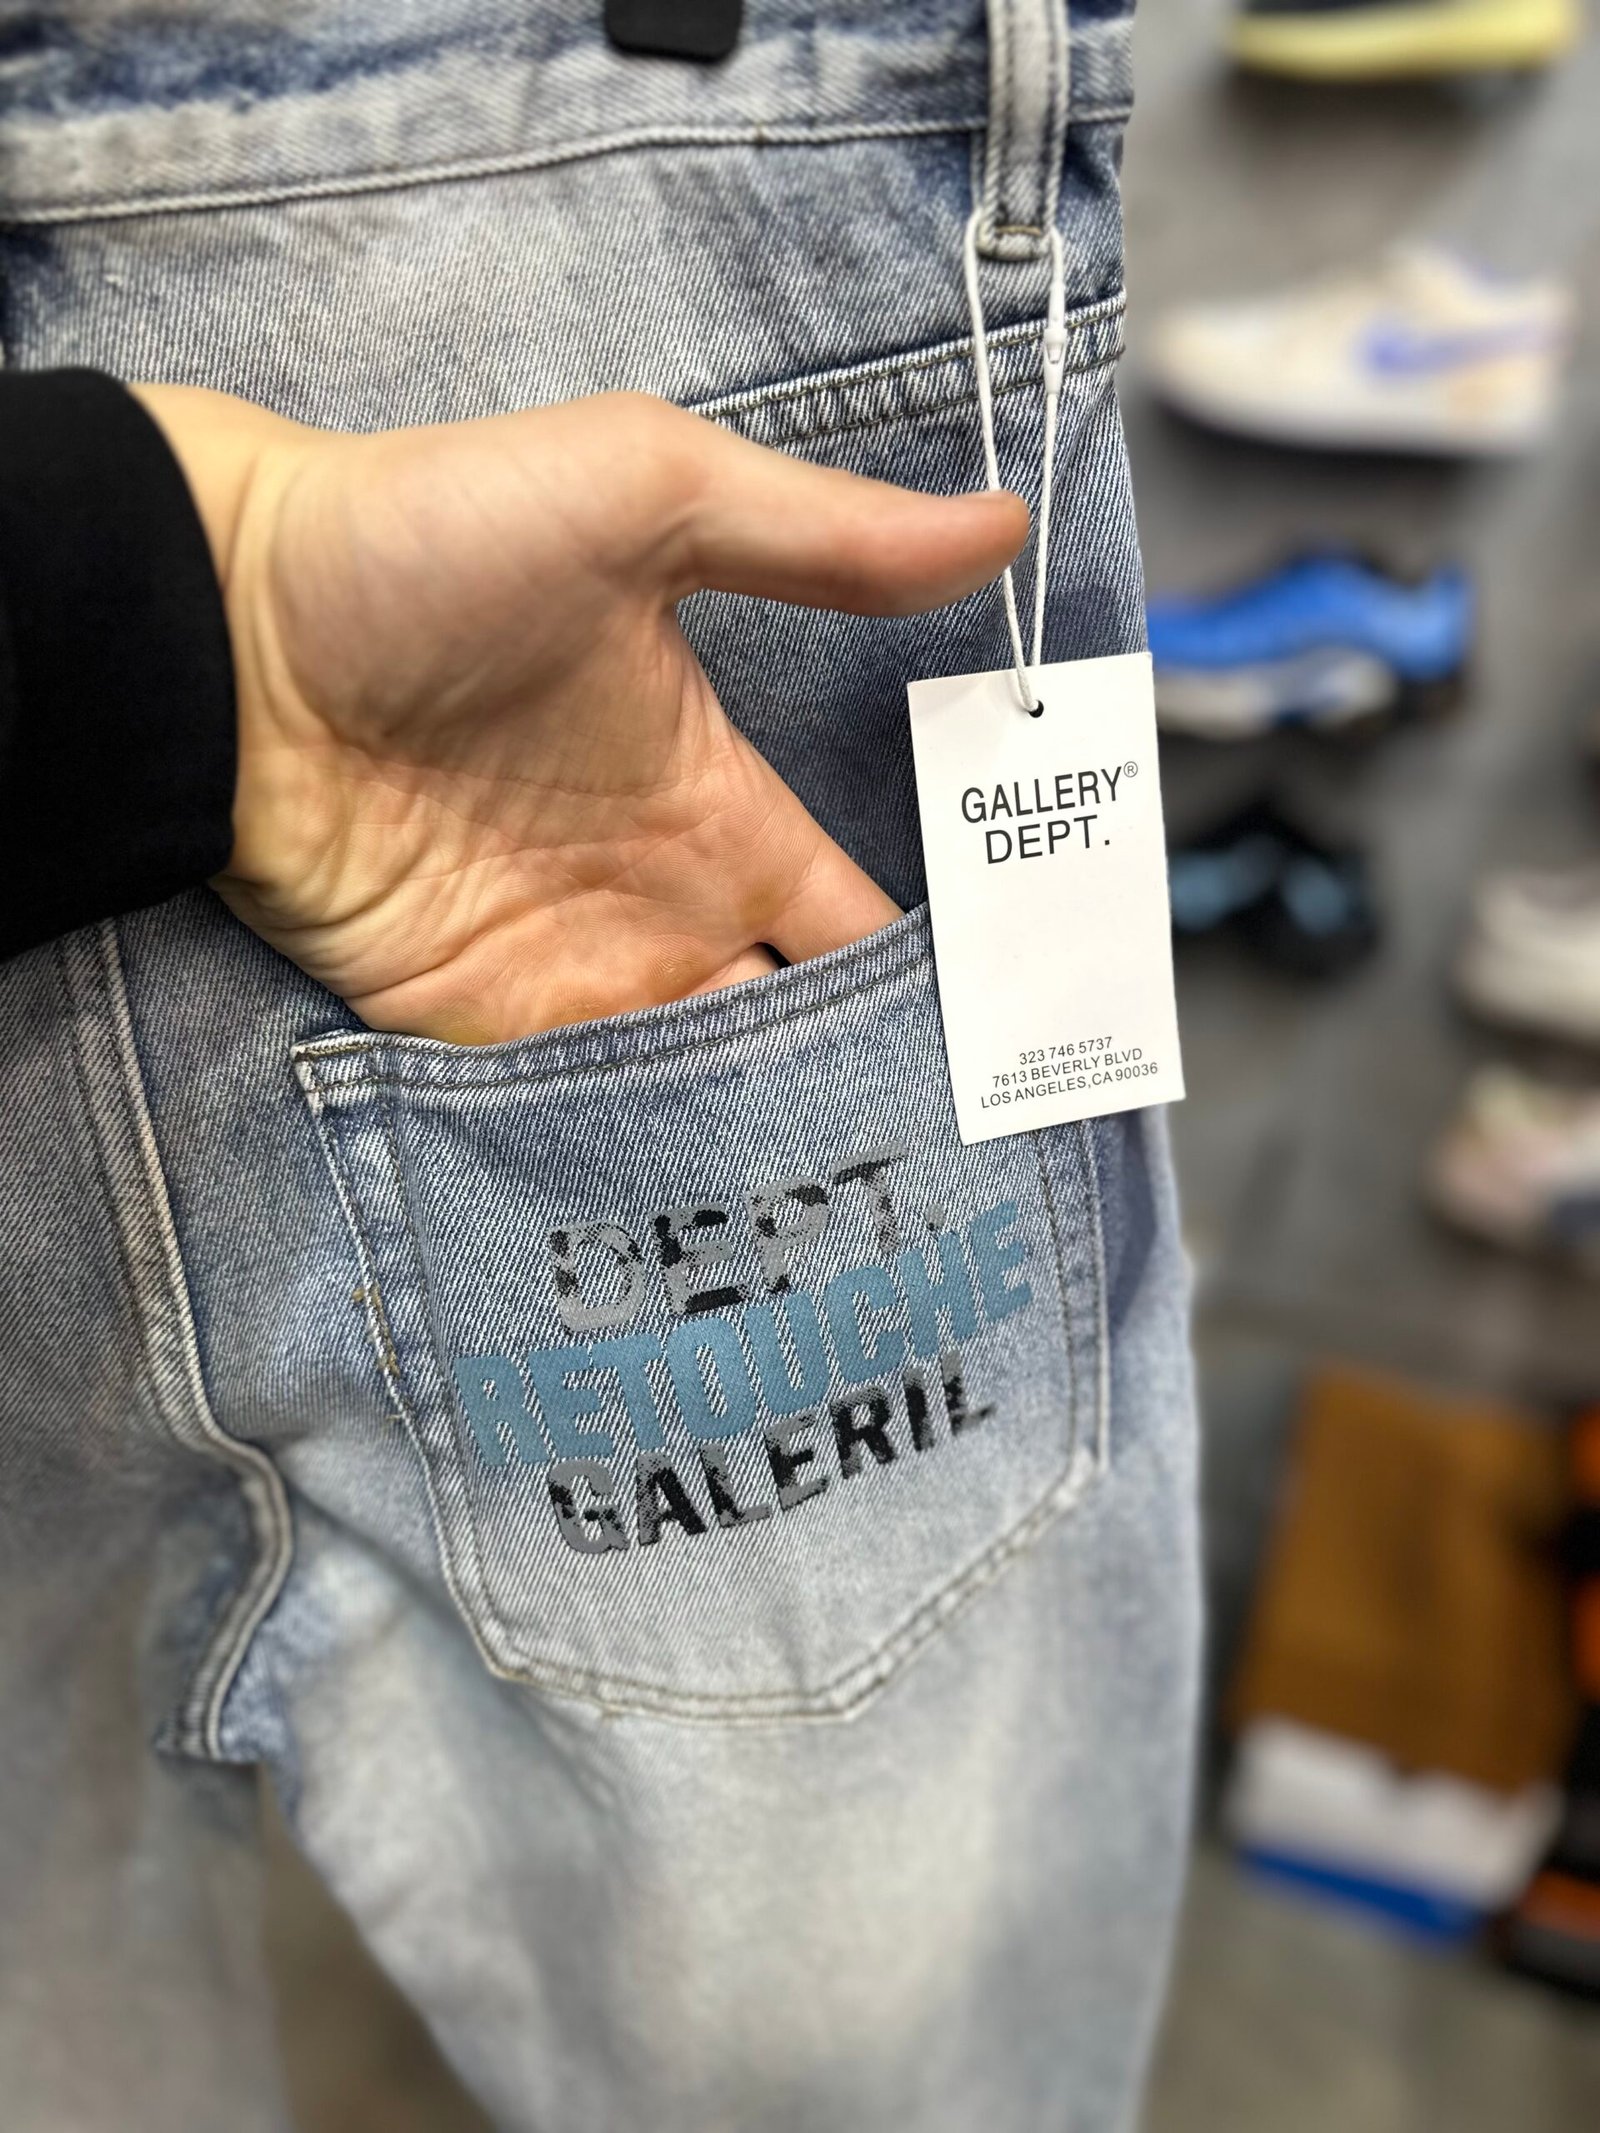 GALLERY®
DEPT.
323 746 5737
7613 BEVERLY BLVD
LOS ANGELES,CA 90036
DEPT.
RETOUCHE
GALERIL